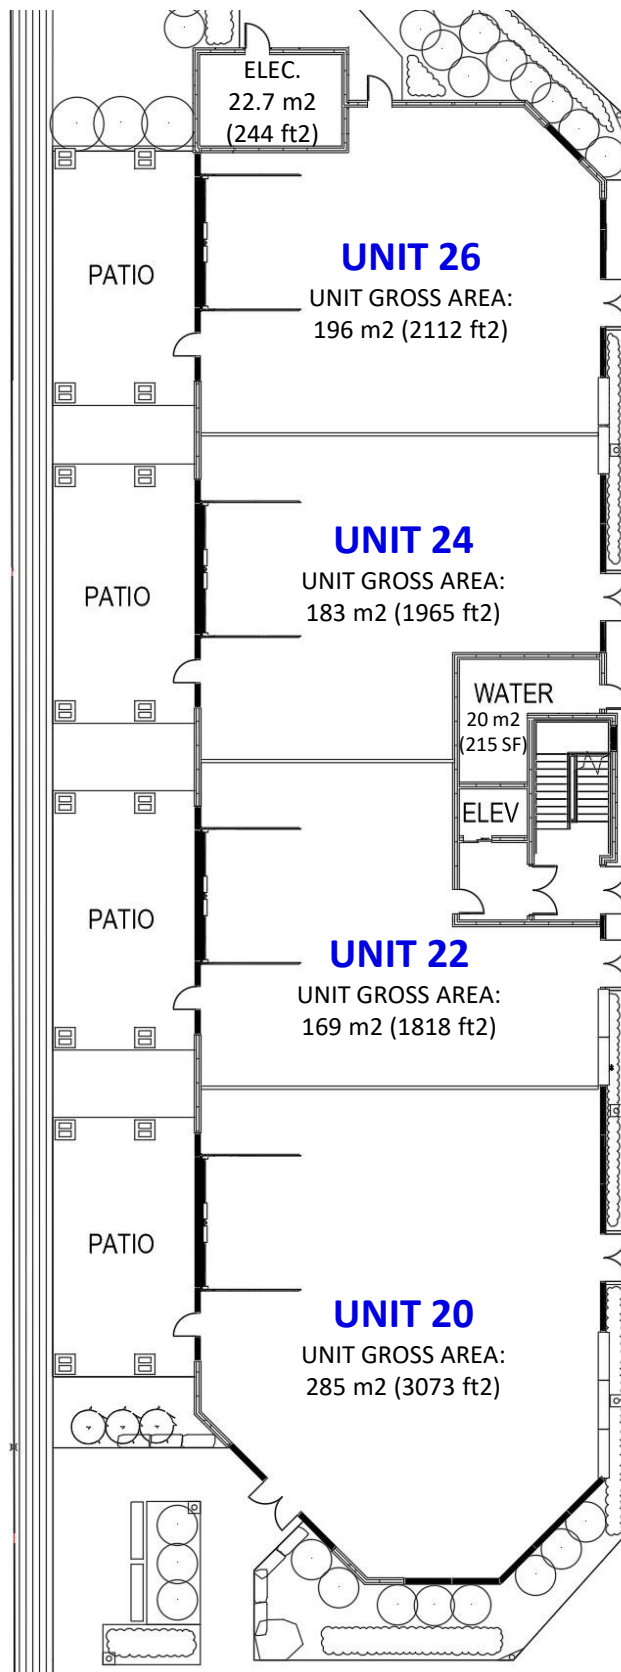 ELEC.
22.7 m2
(244 ft2)
UNIT 26
UNIT GROSS AREA:
196 m2 (2112 ft2)
PATIO
UNIT 24
UNIT GROSS AREA:
183 m2 (1965 ft2)
PATIO
WATER
20 m2
(215 SF)
ELEV
PATIO
UNIT 22
UNIT GROSS AREA:
169 m2 (1818 ft2)
PATIO
UNIT 20
UNIT GROSS AREA:
285 m2 (3073 ft2)